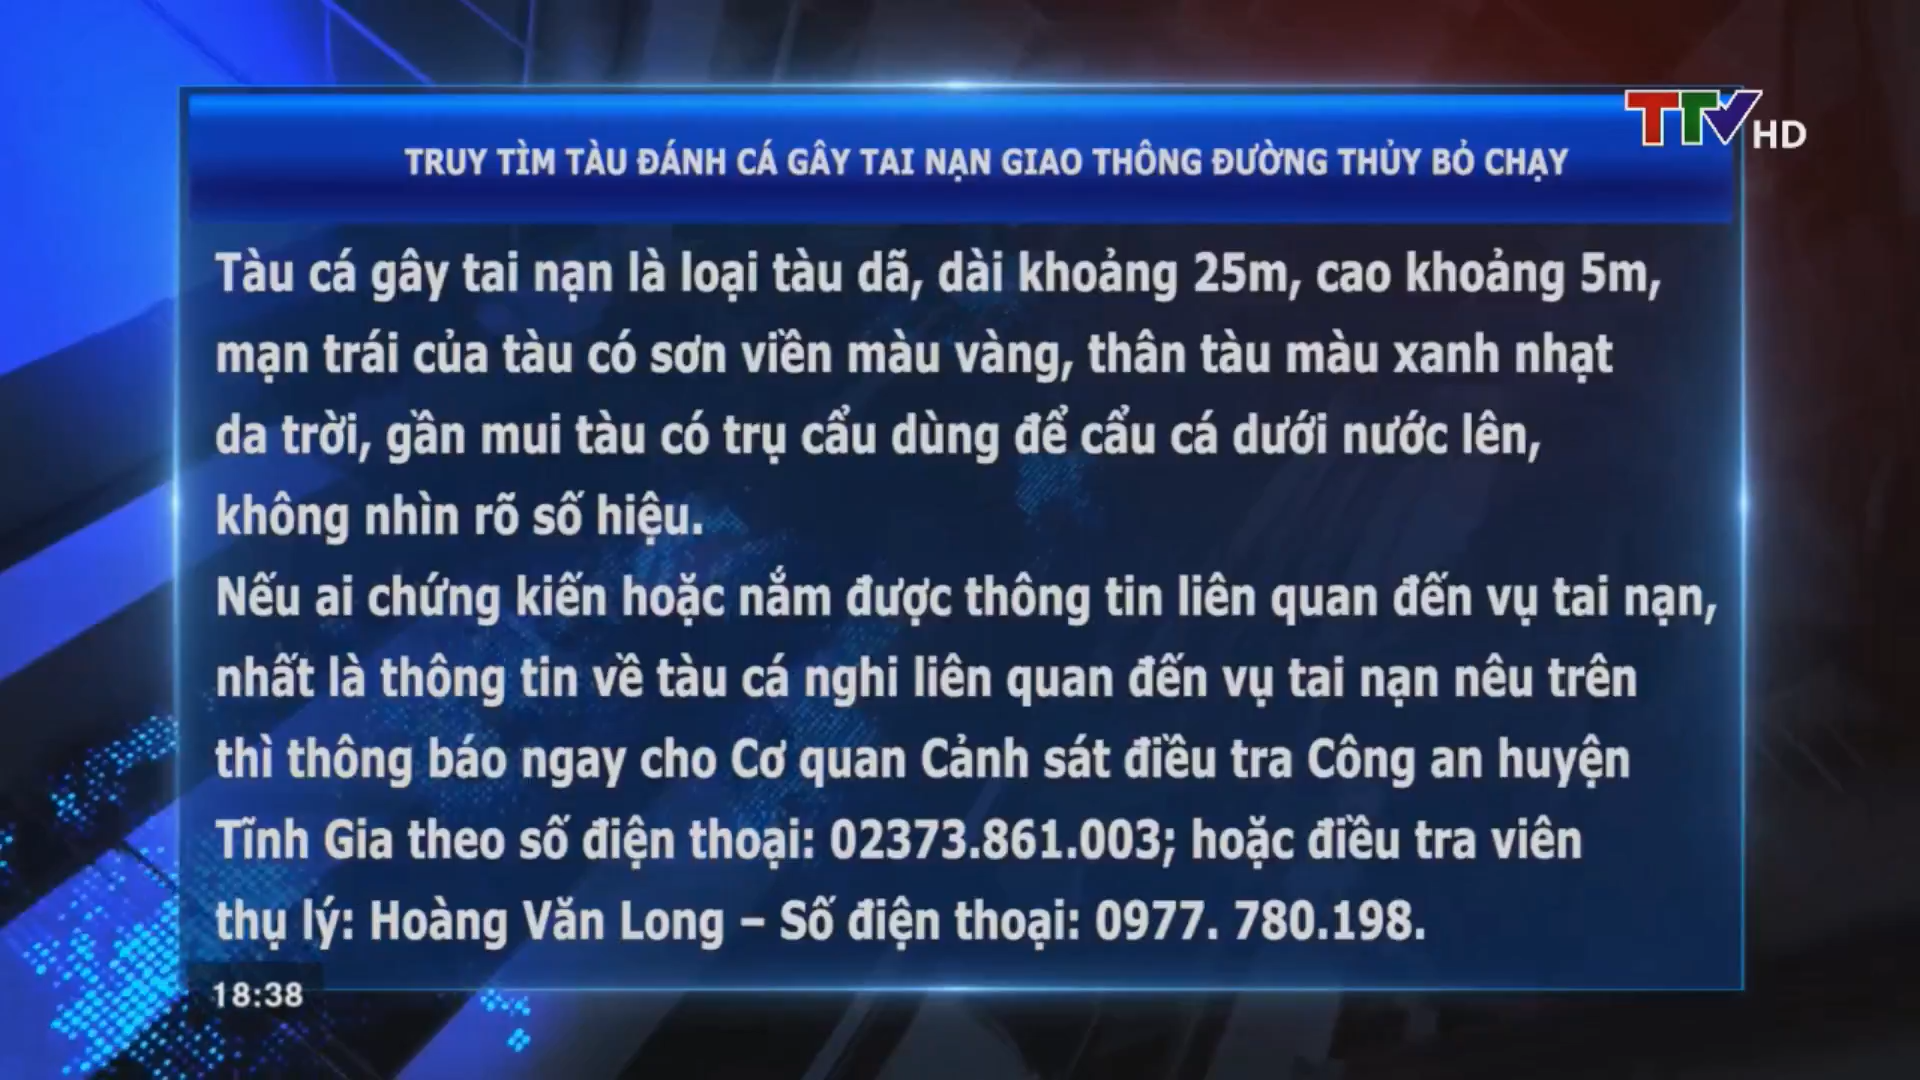 TTV HD
TRUY TÌM TÀU ĐÁNH CÁ GÂY TAI NẠN GIAO THÔNG ĐƯỜNG THỦY BỎ CHẠY
Tàu cá gây tai nạn là loại tàu dã, dài khoảng 25m, cao khoảng 5m,
mạn trái của tàu có sơn viền màu vàng, thân tàu màu xanh nhạt
da trời, gần mui tàu có trụ cẩu dùng để cẩu cá dưới nước lên,
không nhìn rõ số hiệu.
Nếu ai chứng kiến hoặc nắm được thông tin liên quan đến vụ tai nạn,
nhất là thông tin về tàu cá nghi liên quan đến vụ tai nạn nêu trên
thì thông báo ngay cho Cơ quan Cảnh sát điều tra Công an huyện
Tĩnh Gia theo số điện thoại: 02373.861.003; hoặc điều tra viên
thụ lý: Hoàng Văn Long – Số điện thoại: 0977. 780.198.
18:38